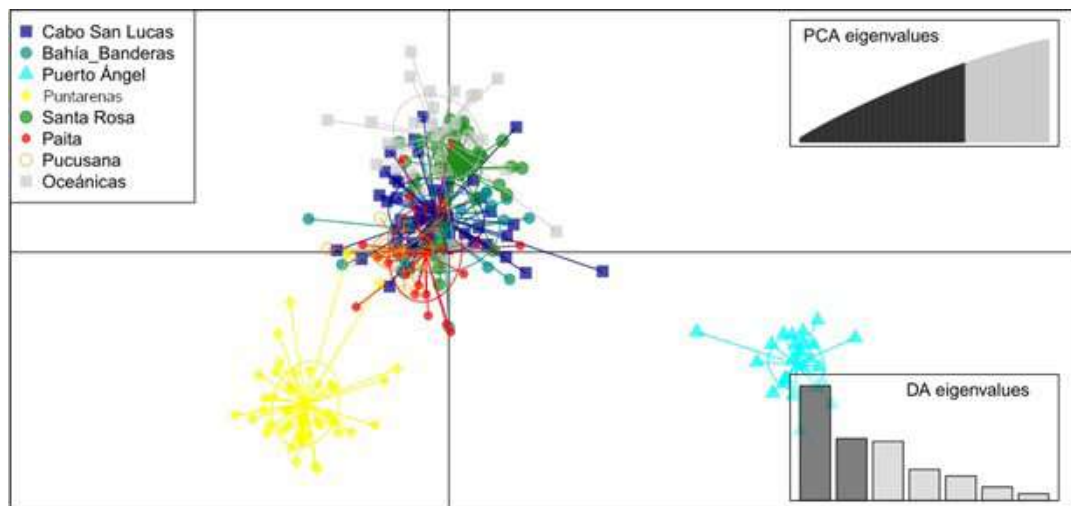 Cabo San Lucas
Bahía_Banderas
Puerto Ángel
Puntarenas
Santa Rosa
Paita
Pucusana
Oceánicas
PCA eigenvalues
DA eigenvalues